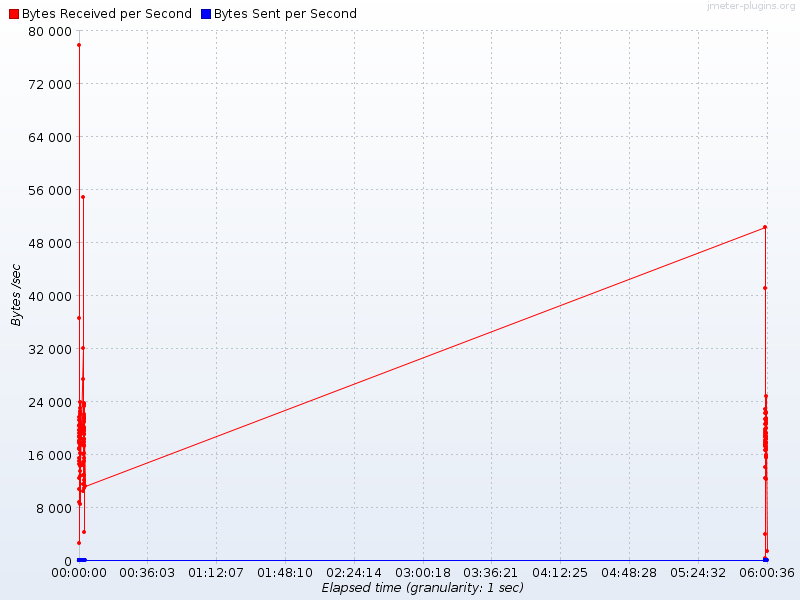 jmeter-plugins.org
Bytes Received per Second Bytes Sent per Second
80 000
72 000
64 000
56 000
48 000
40 000
32 000
24 000
16 000
8 000
0
Bytes /sec
00:00:00 00:36:03 01:12:07 01:48:10 02:24:14 03:00:18 03:36:21 04:12:25 04:48:28 05:24:32 06:00:36
Elapsed time (granularity: 1 sec)